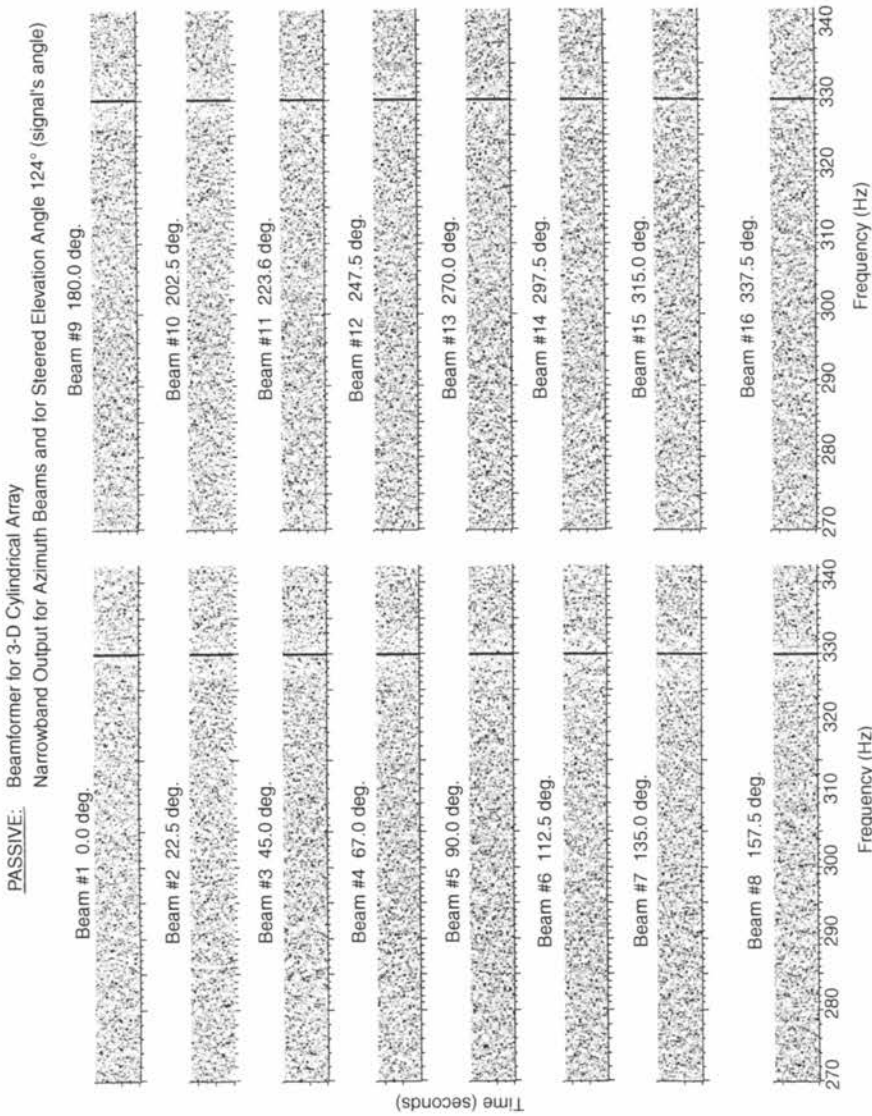 PASSIVE: Beamformer for 3-D Cylindrical Array
Narrowband Output for Azimuth Beams and for Steered Elevation Angle 124° (signal's angle)
Beam #1 0.0 deg.
Beam #2 22.5 deg.
Beam #3 45.0 deg.
Beam #4 67.0 deg.
Beam #5 90.0 deg.
Beam #6 112.5 deg.
Beam #7 135.0 deg.
Beam #8 157.5 deg.
270 280 290 300 310 320 330 340
Frequency (Hz)
Beam #9 180.0 deg.
Beam #10 202.5 deg.
Beam #11 223.6 deg.
Beam #12 247.5 deg.
Beam #13 270.0 deg.
Beam #14 297.5 deg.
Beam #15 315.0 deg.
Beam #16 337.5 deg.
270 280 290 300 310 320 330 340
Frequency (Hz)
Time (seconds)